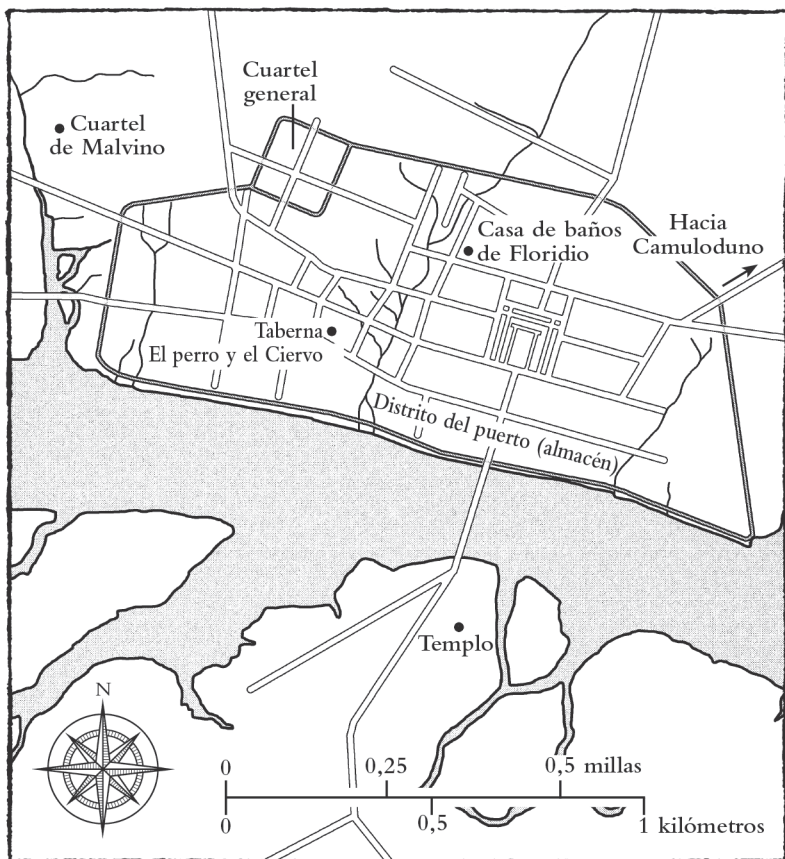 Cuartel
general
Cuartel
de Malvino
Hacia
Camuloduno
Casa de baños
de Floridio
Taberna
El perro y el Ciervo
Distrito del puerto (almacén)
Templo
N
0
0,25
0,5 millas
0
0,5
1 kilómetros